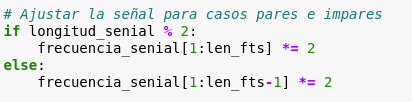 # Ajustar la señal para casos pares e impares
if longitud_senial % 2:
    frecuencia_senial[1:len_fts] *= 2
else:
    frecuencia_senial[1:len_fts-1] *= 2